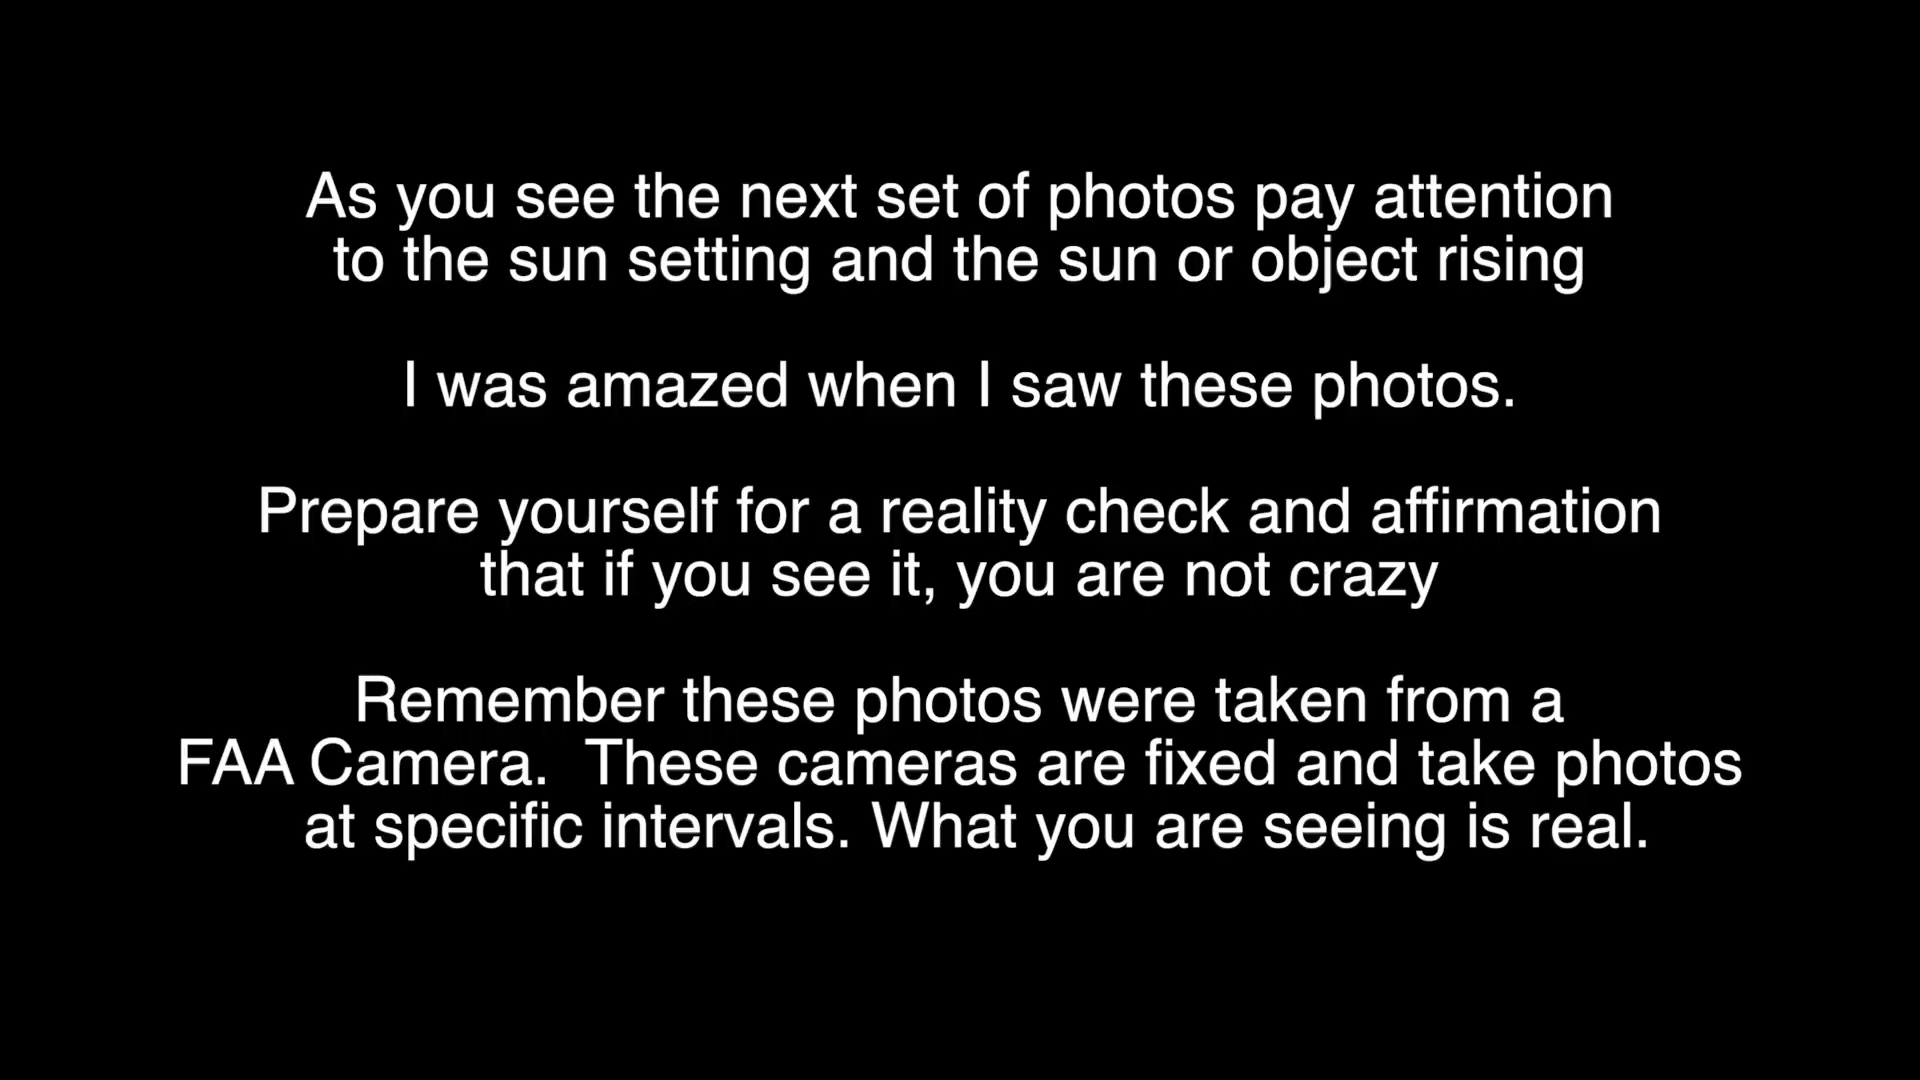 As you see the next set of photos pay attention
to the sun setting and the sun or object rising
I was amazed when I saw these photos.
Prepare yourself for a reality check and affirmation
that if you see it, you are not crazy
Remember these photos were taken from a
FAA Camera.  These cameras are fixed and take photos
at specific intervals. What you are seeing is real.